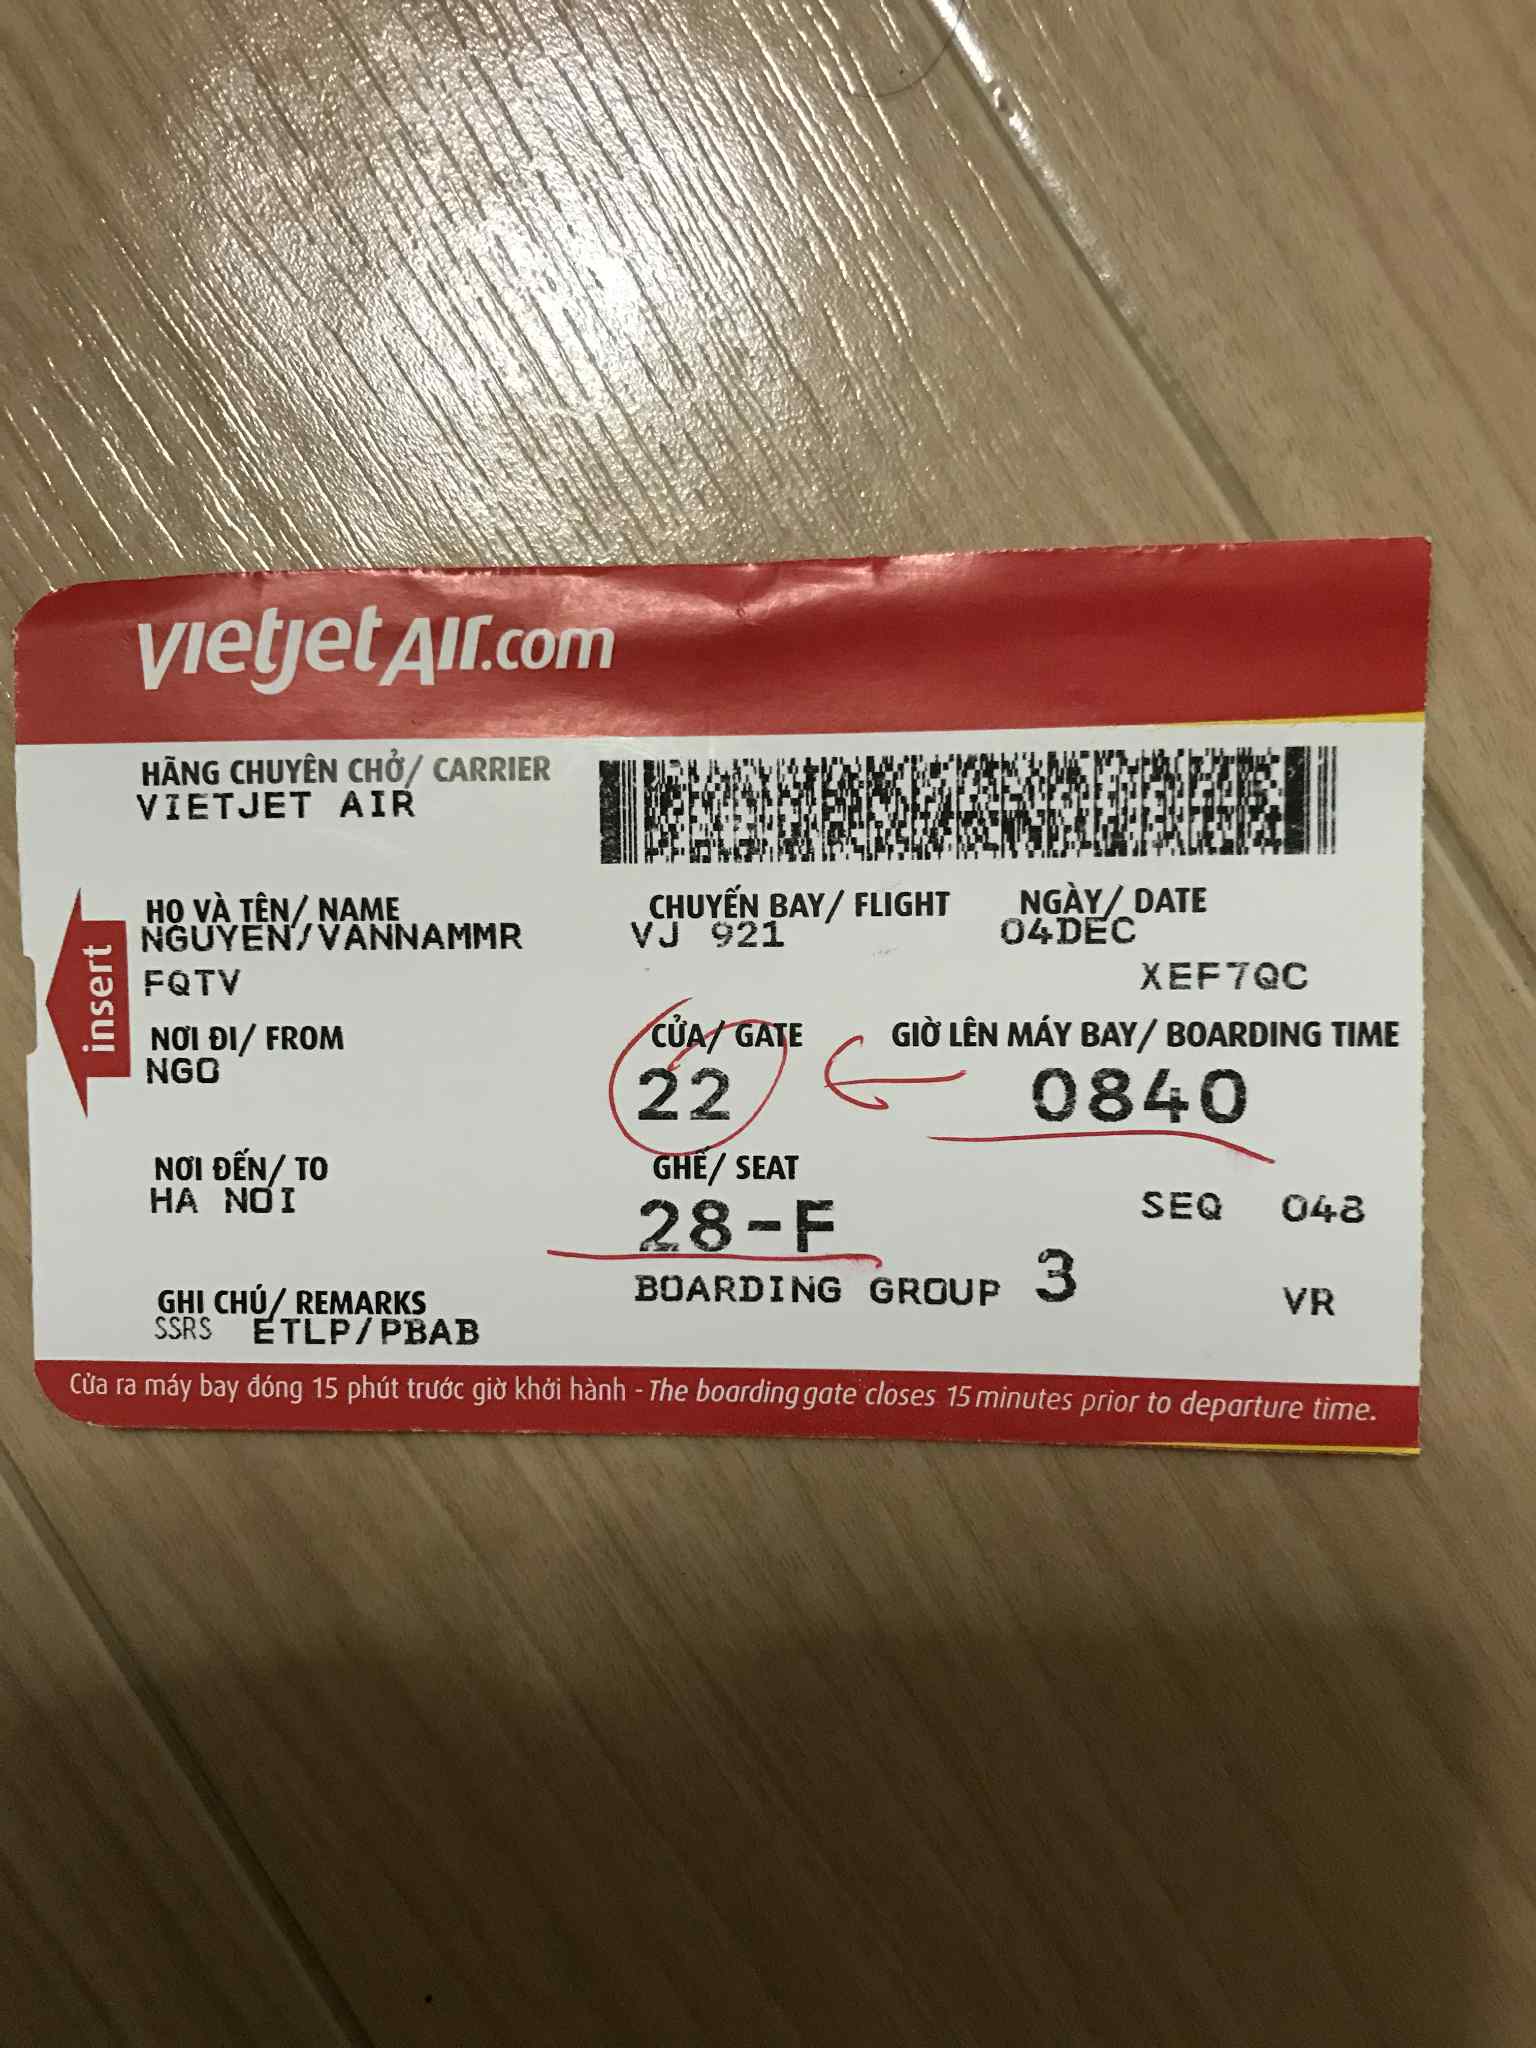 vietjet Air.com
HÃNG CHUYÊN CHỞ/ CARRIER
VIETJET AIR
HỌ VÀ TÊN/ NAME CHUYẾN BAY/ FLIGHT NGÀY/ DATE
NGUYEN/VANNAMMR VJ 921 04DEC
FQTV XEF7QC
insert
NƠI ĐI/ FROM CỬA/ GATE GIỜ LÊN MÁY BAY/ BOARDING TIME
NGO 22 0840
NƠI ĐẾN/ TO GHẾ/ SEAT
HA NOI 28-F SEQ 048
BOARDING GROUP 3 VR
GHI CHÚ/ REMARKS
SSRS ETLP/PBAB
Cửa ra máy bay đóng 15 phút trước giờ khởi hành - The boarding gate closes 15 minutes prior to departure time.